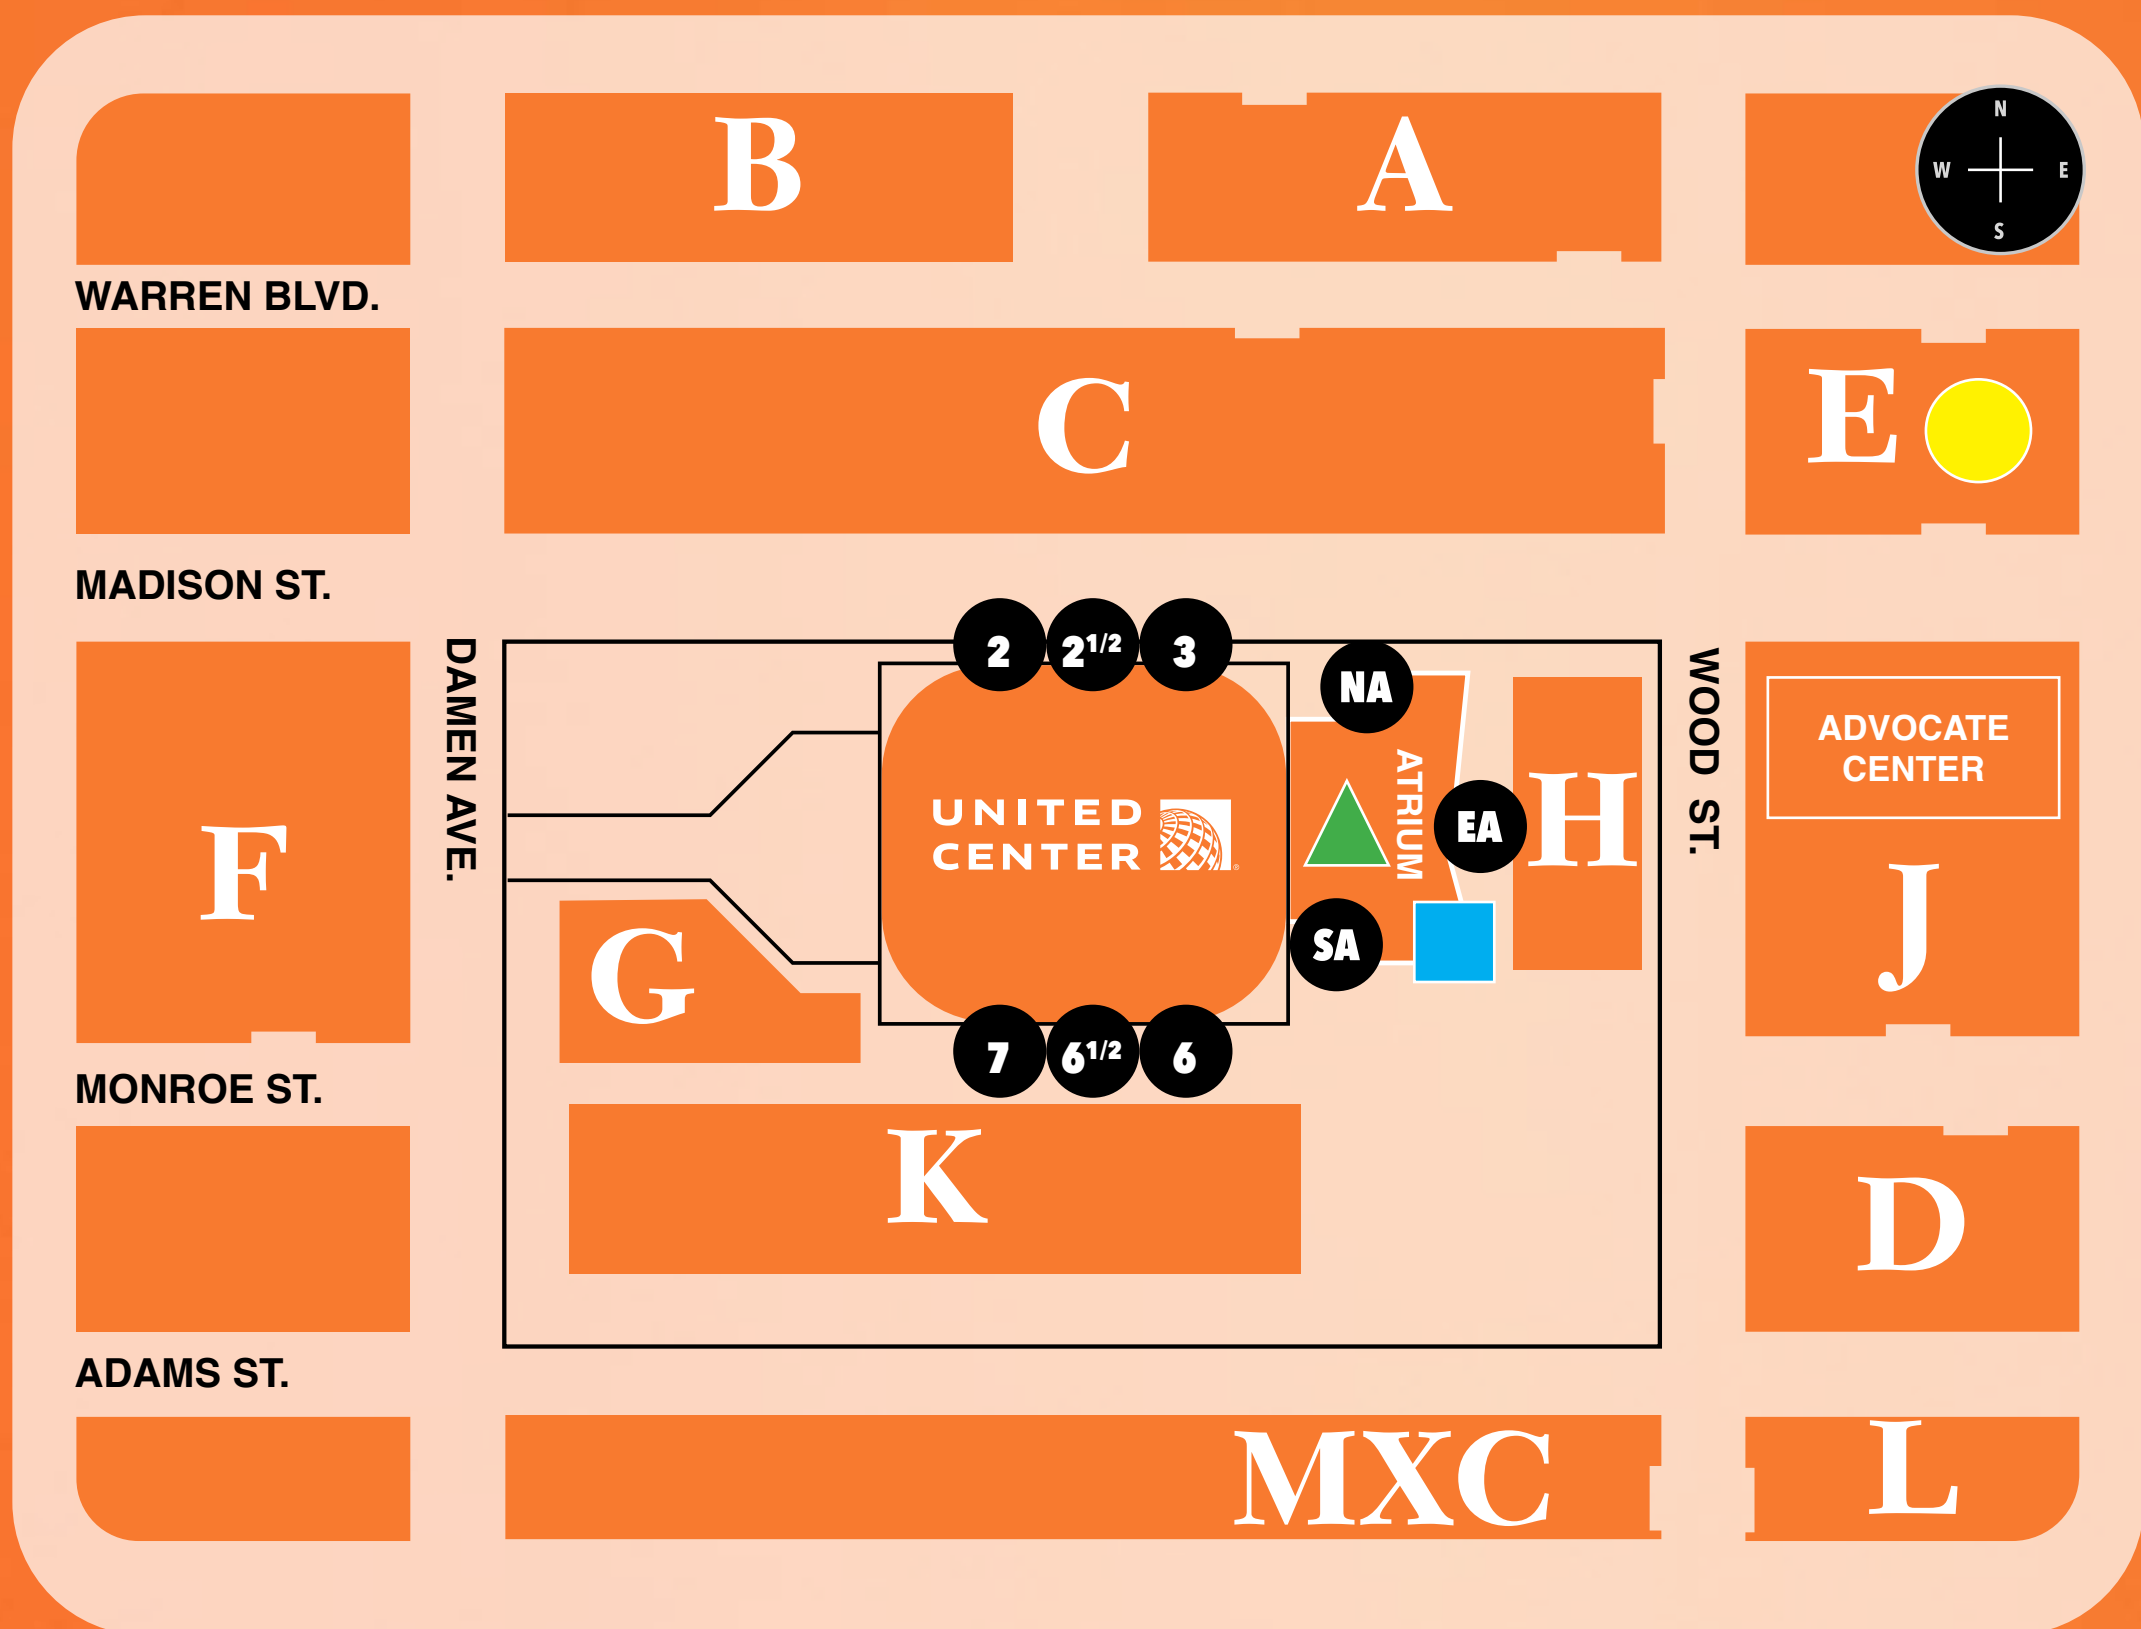 B
A
N
W
E
S
WARREN BLVD.
C
E
MADISON ST.
DAMEN AVE.
2
2 1/2
3
NA
WOOD ST.
ADVOCATE
CENTER
F
UNITED
CENTER
®
ATRIUM
EA
H
J
G
SA
7
6 1/2
6
MONROE ST.
K
D
ADAMS ST.
MXC
L